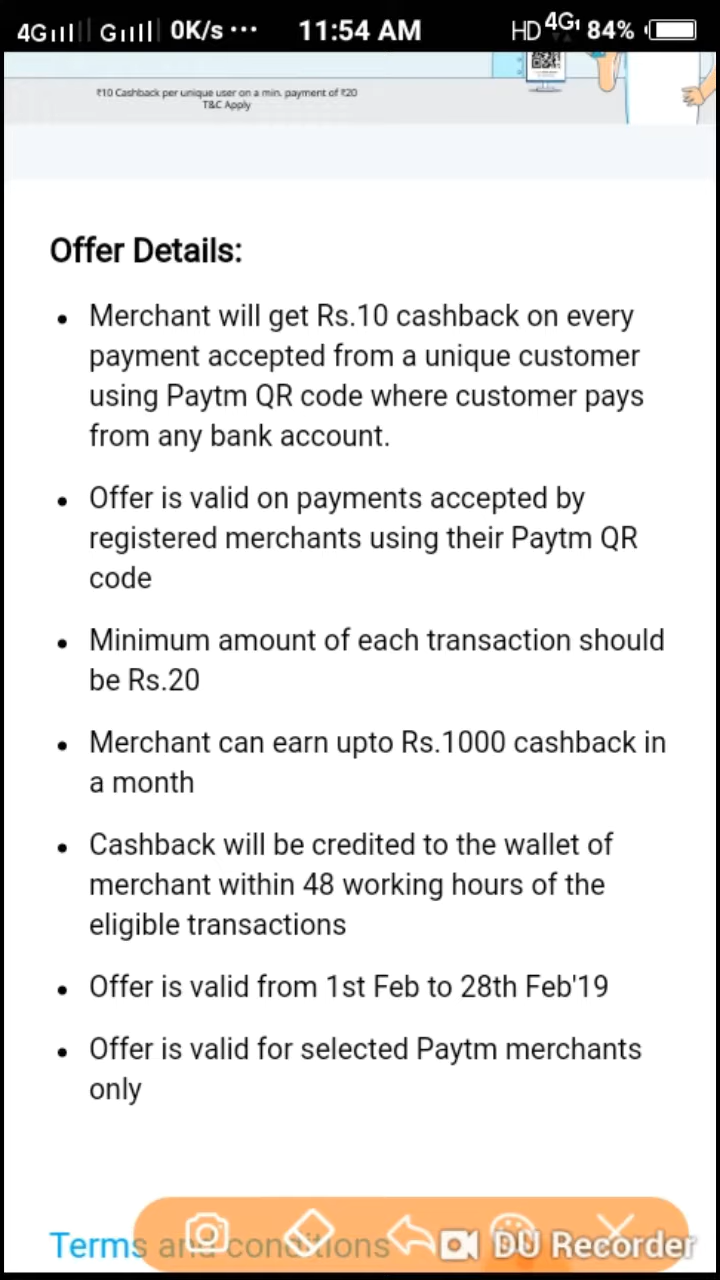 4G G 0K/s ... 11:54 AM HD 4G 84%
₹10 Cashback per unique user on a min. payment of ₹20
T&C Apply
Offer Details:
• Merchant will get Rs.10 cashback on every
payment accepted from a unique customer
using Paytm QR code where customer pays
from any bank account.
• Offer is valid on payments accepted by
registered merchants using their Paytm QR
code
• Minimum amount of each transaction should
be Rs.20
• Merchant can earn upto Rs.1000 cashback in
a month
• Cashback will be credited to the wallet of
merchant within 48 working hours of the
eligible transactions
• Offer is valid from 1st Feb to 28th Feb'19
• Offer is valid for selected Paytm merchants
only
Terms and conditions DU Recorder